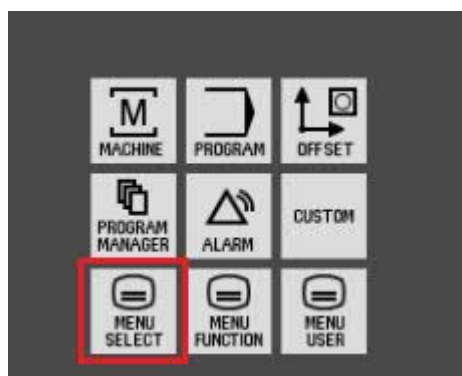 M
MACHINE
PROGRAM
OFFSET
PROGRAM
MANAGER
ALARM
CUSTOM
MENU
SELECT
MENU
FUNCTION
MENU
USER